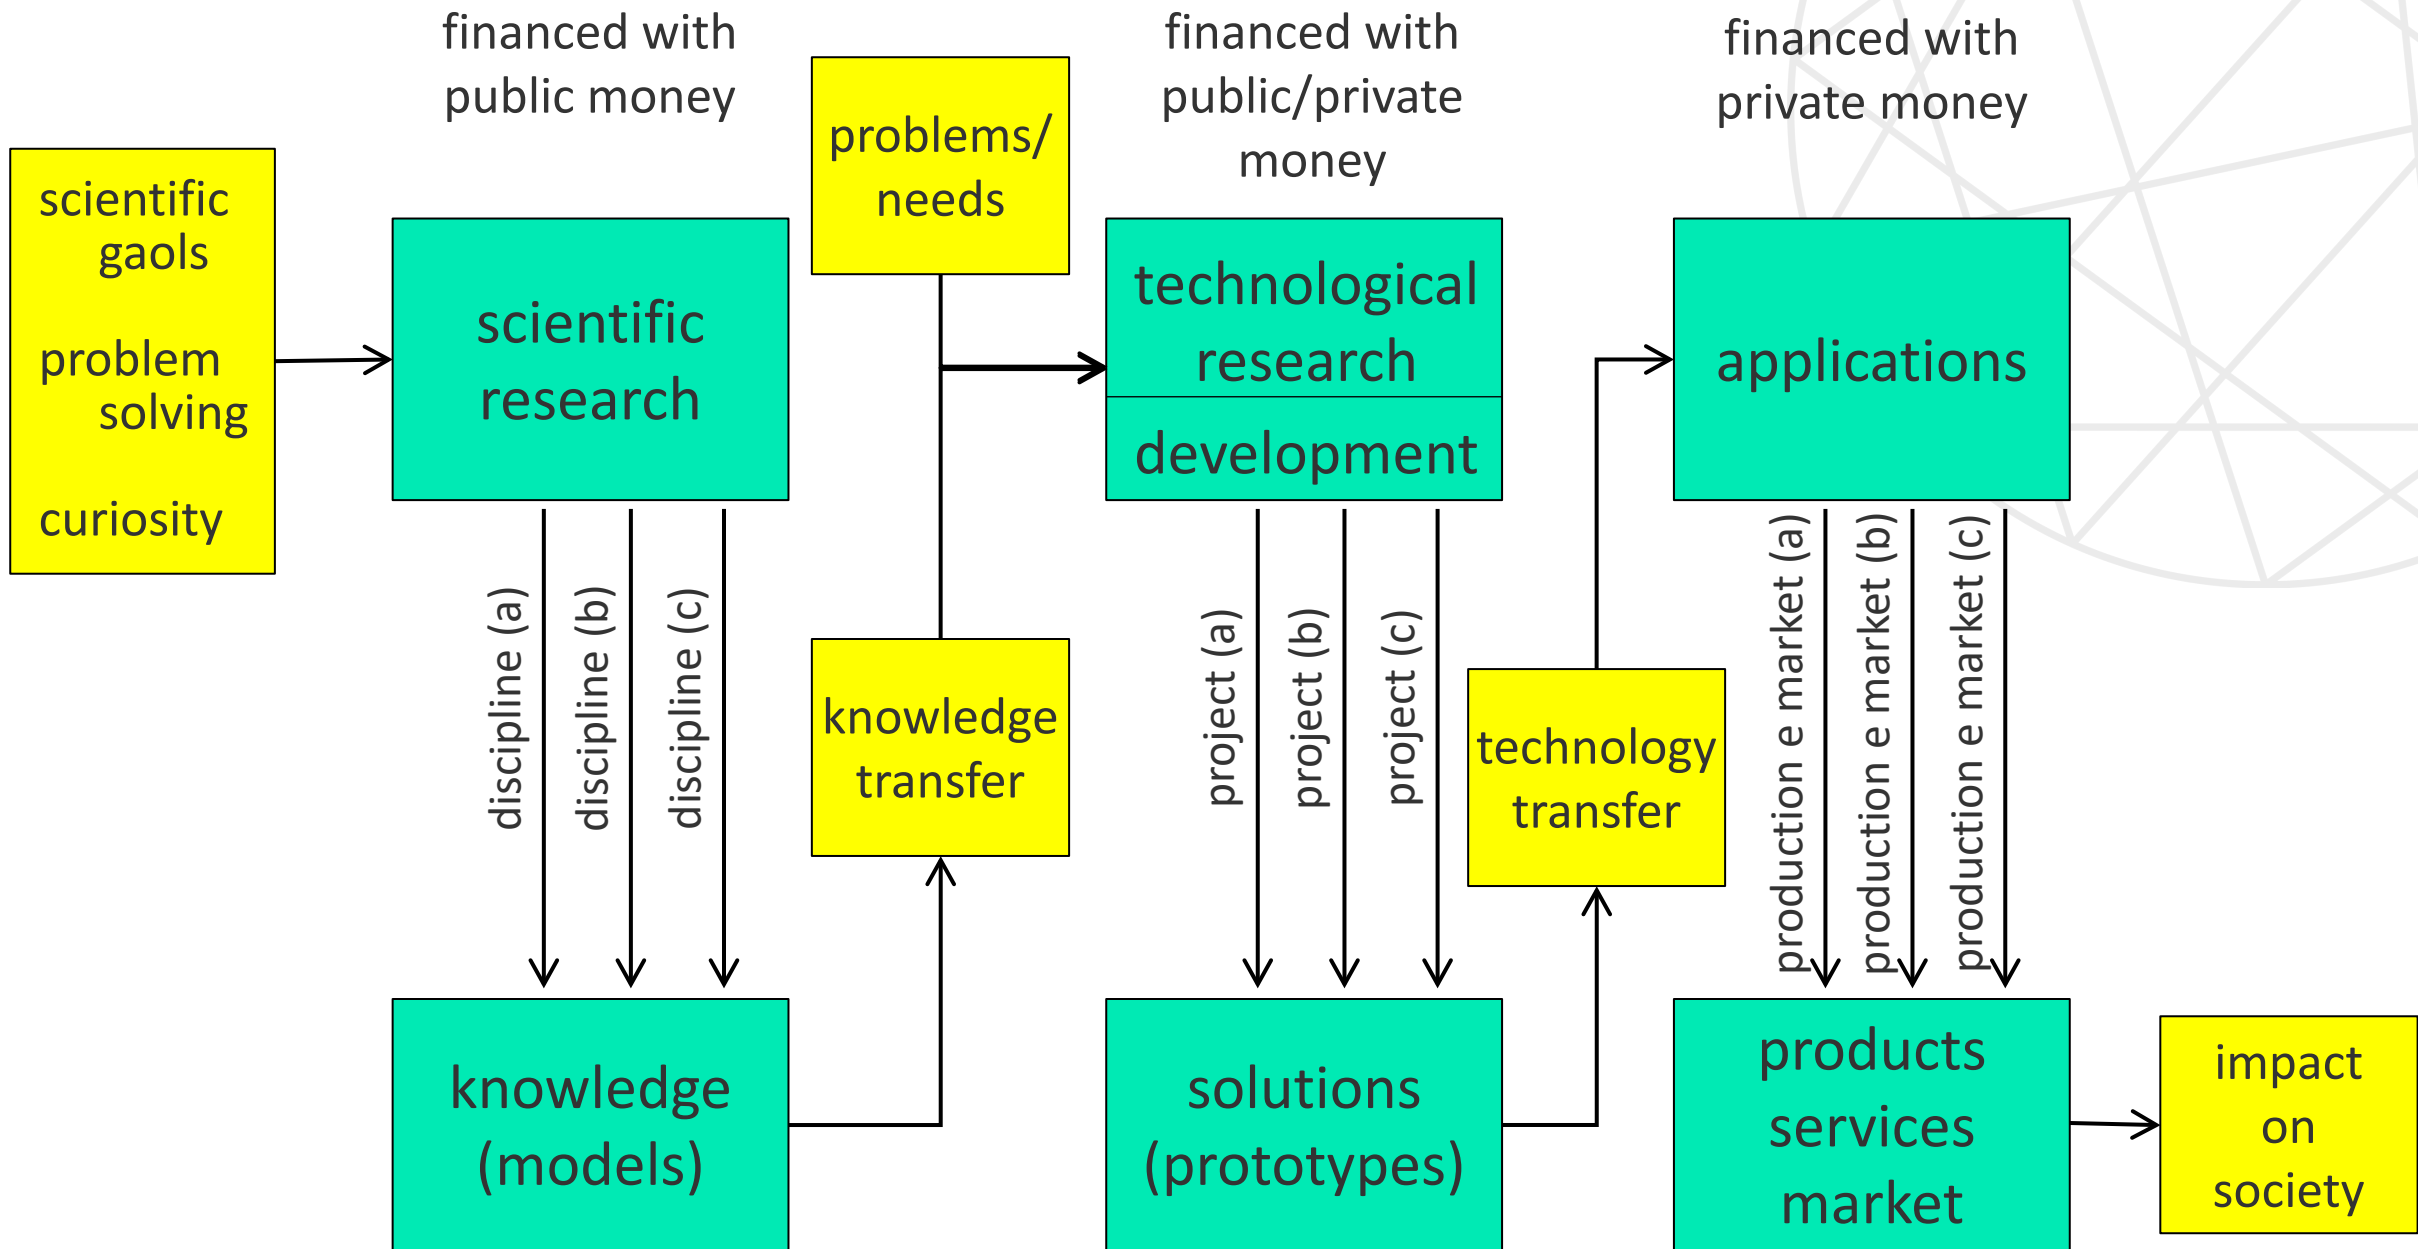 financed with
public money
financed with
public/private
money
financed with
private money
scientific
gaols
problem
solving
curiosity
scientific
research
problems/
needs
technological
research
development
applications
discipline (a)
discipline (b)
discipline (c)
knowledge
transfer
project (a)
project (b)
project (c)
technology
transfer
production e market (a)
production e market (b)
production e market (c)
knowledge
(models)
solutions
(prototypes)
products
services
market
impact
on
society